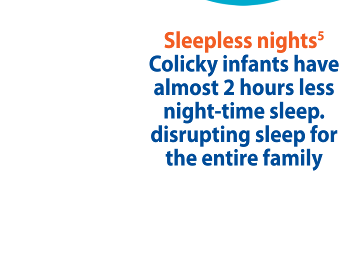 Sleepless nights⁵
Colicky infants have
almost 2 hours less
night-time sleep.
disrupting sleep for
the entire family